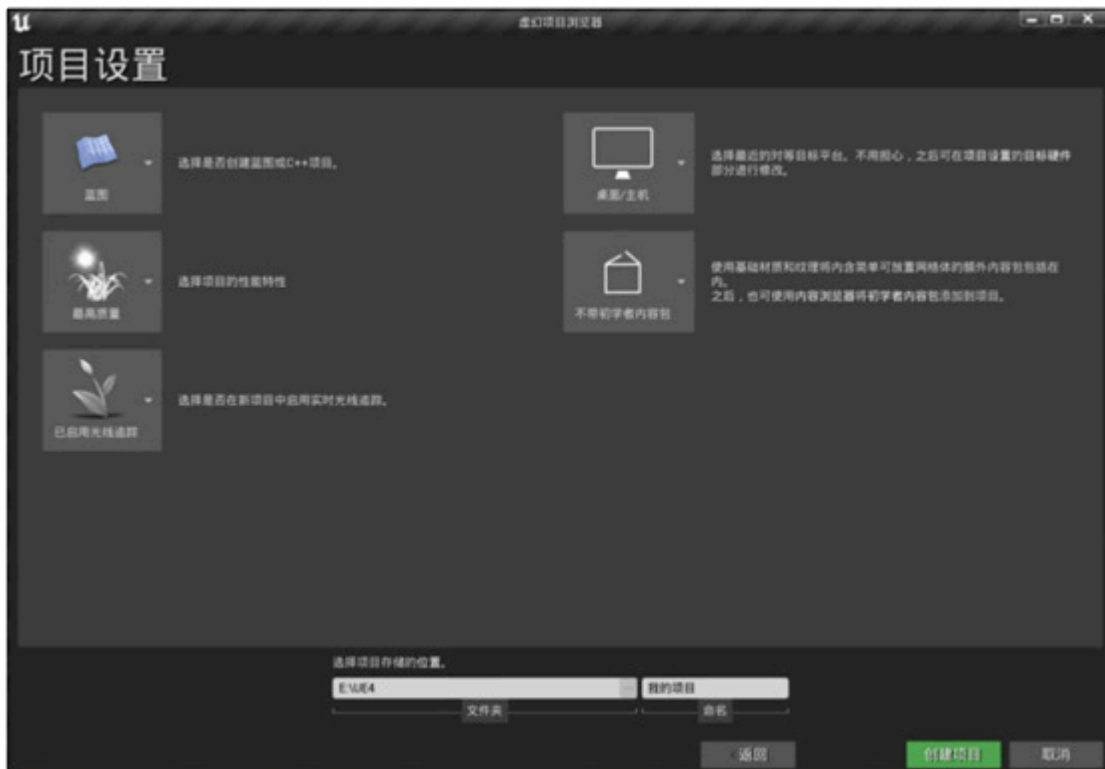 虚幻项目浏览器
项目设置
蓝图
选择是否创建蓝图或C++项目。
桌面/主机
选择最近的对等目标平台。不用担心，之后可在项目设置的目标硬件
部分进行修改。
最高质量
选择项目的性能特性
不带初学者内容包
使用基础材质和纹理将内含简单可放置网格体的额外内容包包括在
内。
之后，也可使用内容浏览器将初学者内容包添加到项目。
已启用光线追踪
选择是否在新项目中启用实时光线追踪。
选择项目存储的位置。
E:\UE4
我的项目
文件夹
命名
返回
创建项目
取消